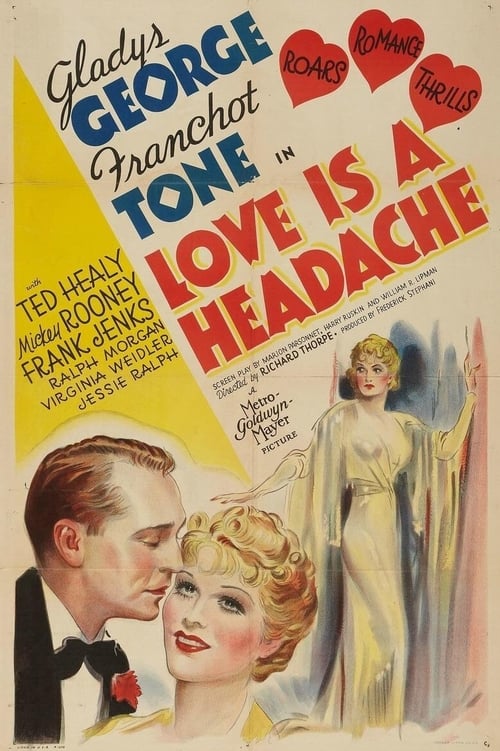 Gladys
GEORGE
Franchot
TONE
IN
ROARS
ROMANCE
THRILLS
LOVE IS A
HEADACHE
with
TED HEALY
Mickey ROONEY
FRANK JENKS
RALPH MORGAN
VIRGINIA WEIDLER
JESSIE RALPH
SCREEN PLAY BY MARION PARSONNET, HARRY RUSKIN AND WILLIAM R. LIPMAN
Directed by RICHARD THORPE. PRODUCED BY FREDERICK STEPHANI
A
Metro-
Goldwyn-
Mayer
PICTURE